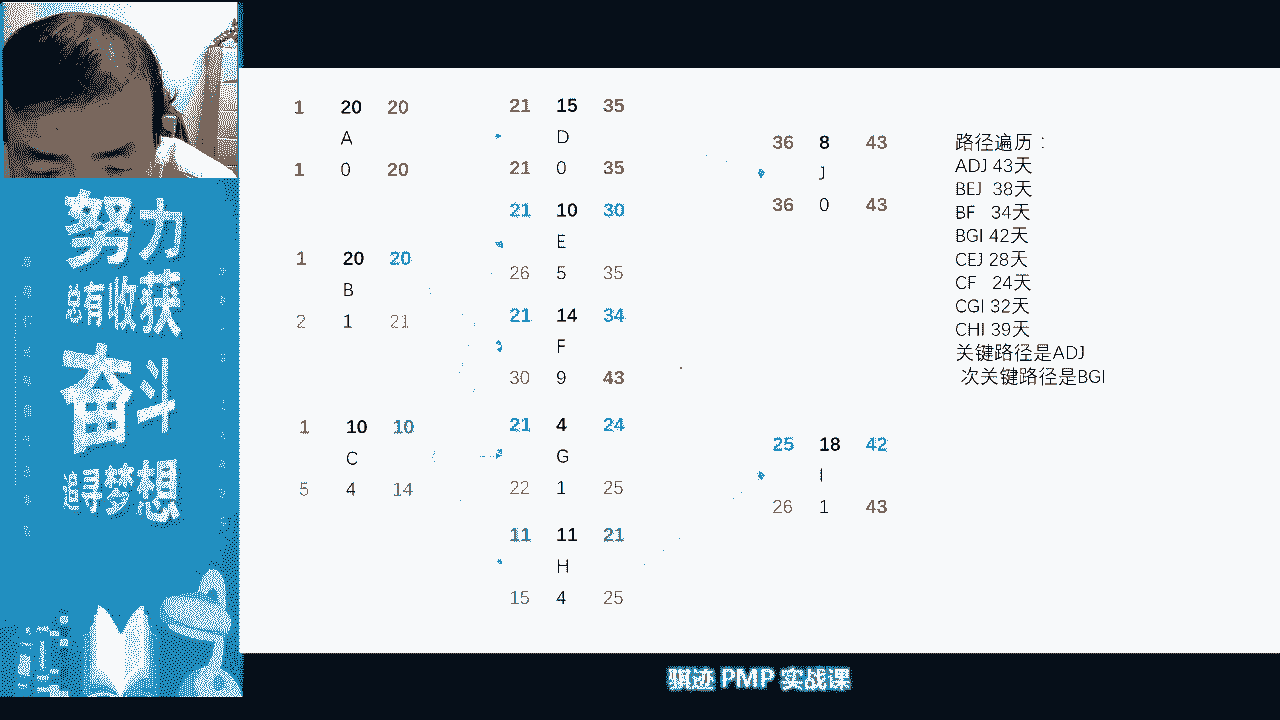 努力
总有收获
奋斗
追寻梦想
1 20 20
A
1 0 20
1 20 20
B
2 1 21
1 10 10
C
5 4 14
21 15 35
D
21 0 35
21 10 30
E
26 5 35
21 14 34
F
30 9 43
21 4 24
G
22 1 25
11 11 21
H
15 4 25
36 8 43
J
36 0 43
25 18 42
I
26 1 43
路径遍历：
ADJ 43天
BEJ 38天
BF 34天
BGI 42天
CEJ 28天
CF 24天
CGI 32天
CHI 39天
关键路径是ADJ
次关键路径是BGI
骐迹 PMP 实战课